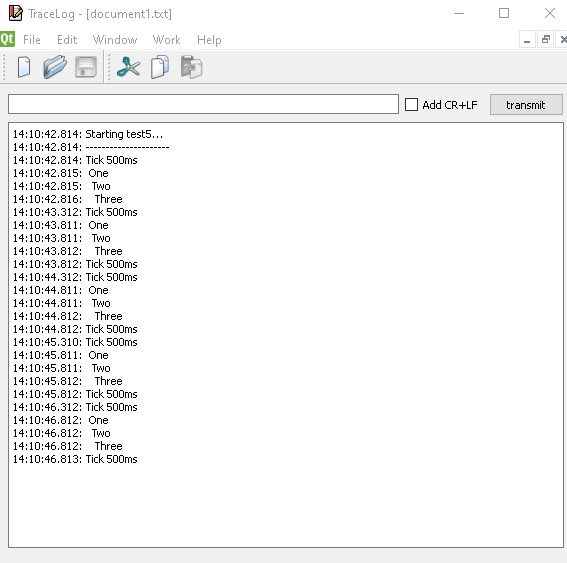 TraceLog - [document1.txt]
Qt File Edit Window Work Help
Add CR+LF transmit
14:10:42.814: Starting test5...
14:10:42.814: ---------------------
14:10:42.814: Tick 500ms
14:10:42.815:  One
14:10:42.815:   Two
14:10:42.816:    Three
14:10:43.312: Tick 500ms
14:10:43.811:  One
14:10:43.811:   Two
14:10:43.812:    Three
14:10:43.812: Tick 500ms
14:10:44.312: Tick 500ms
14:10:44.811:  One
14:10:44.811:   Two
14:10:44.812:    Three
14:10:44.812: Tick 500ms
14:10:45.310: Tick 500ms
14:10:45.811:  One
14:10:45.811:   Two
14:10:45.812:    Three
14:10:45.812: Tick 500ms
14:10:46.312: Tick 500ms
14:10:46.812:  One
14:10:46.812:   Two
14:10:46.812:    Three
14:10:46.813: Tick 500ms